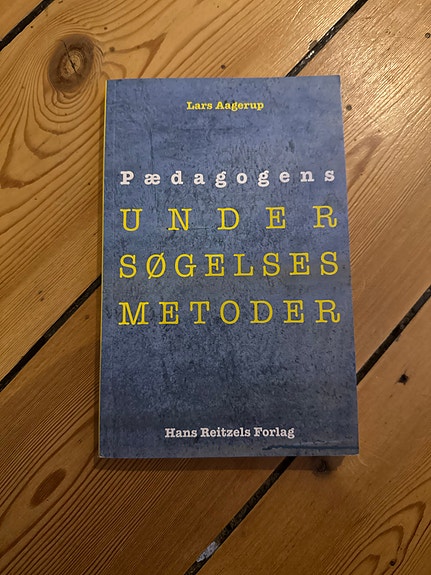 Lars Aagerup
Pædagogens
UNDER
SØGELSES
METODER
Hans Reitzels Forlag